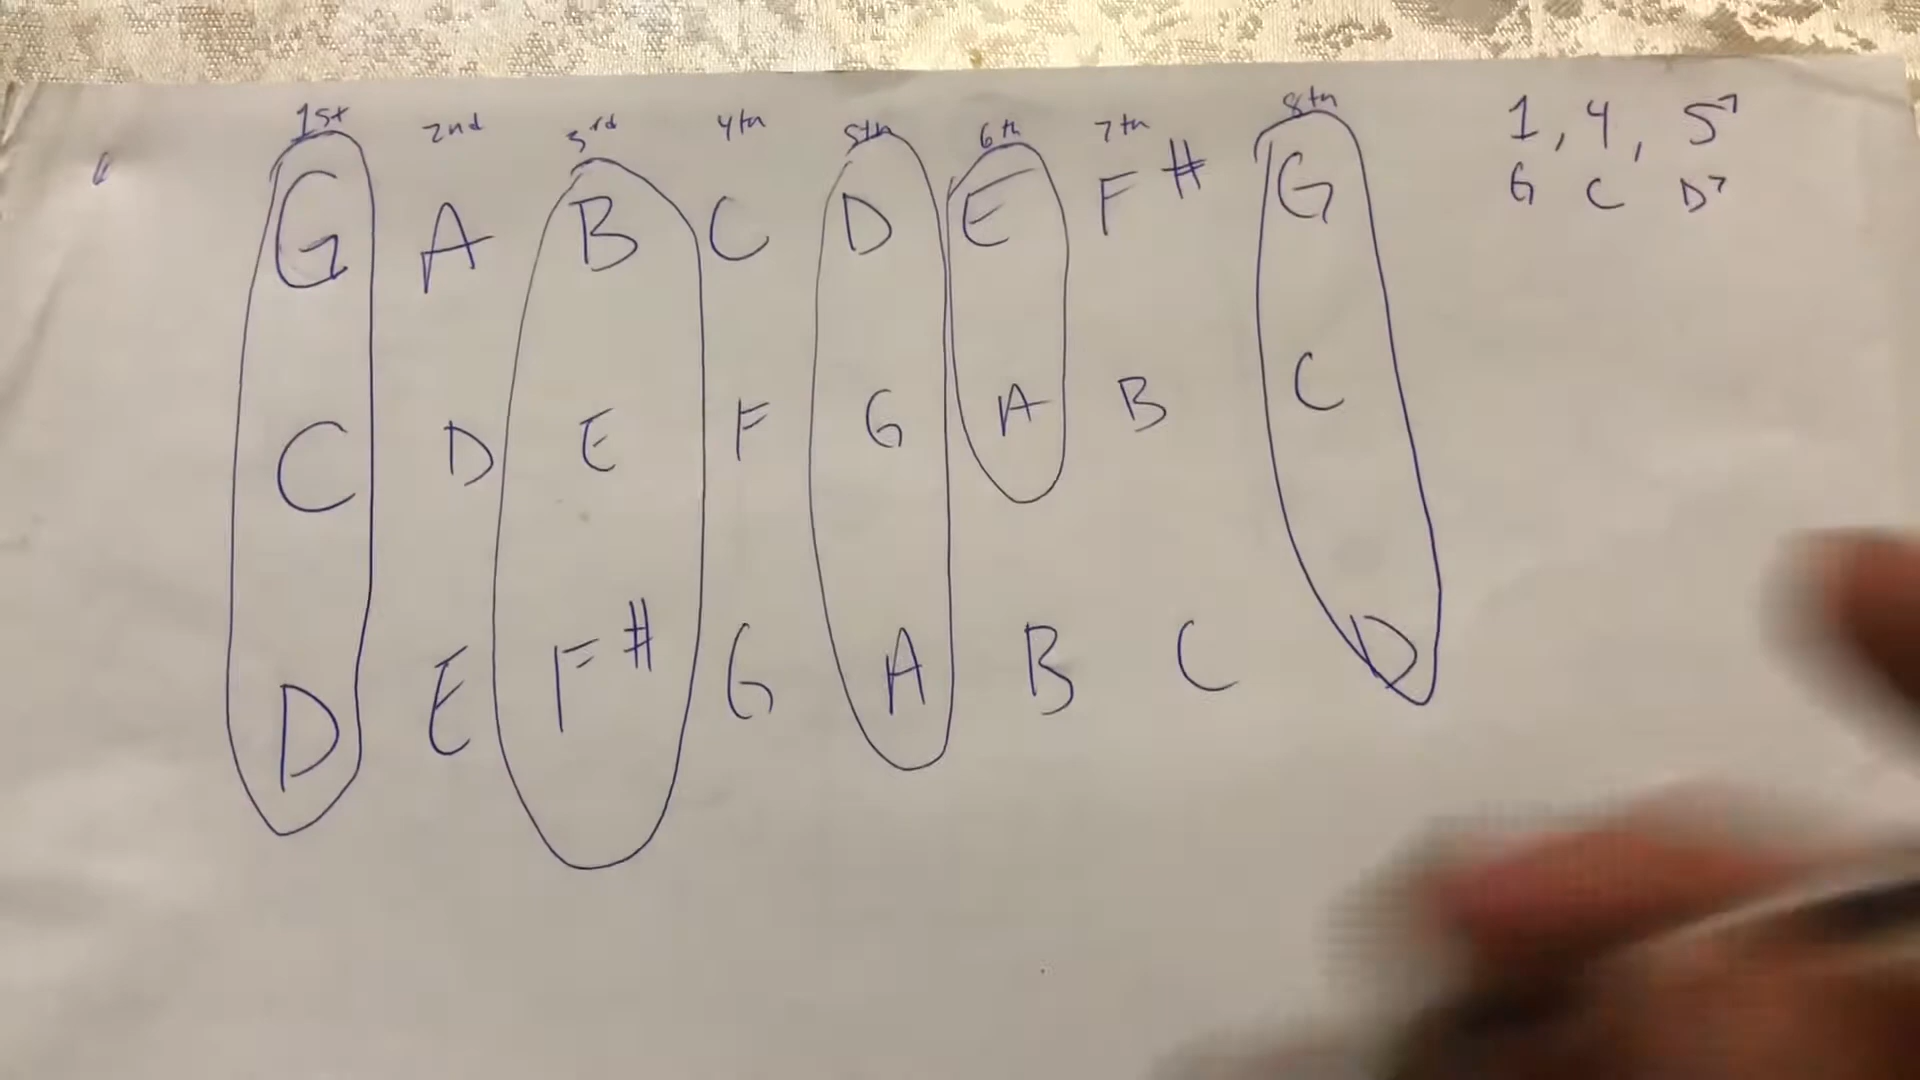 1st 2nd 3rd 4th 5th 6th 7th 8th
1, 4, 57
G C D7
G A B C D E F# G
C D E F G A B C
D E F# G A B C D